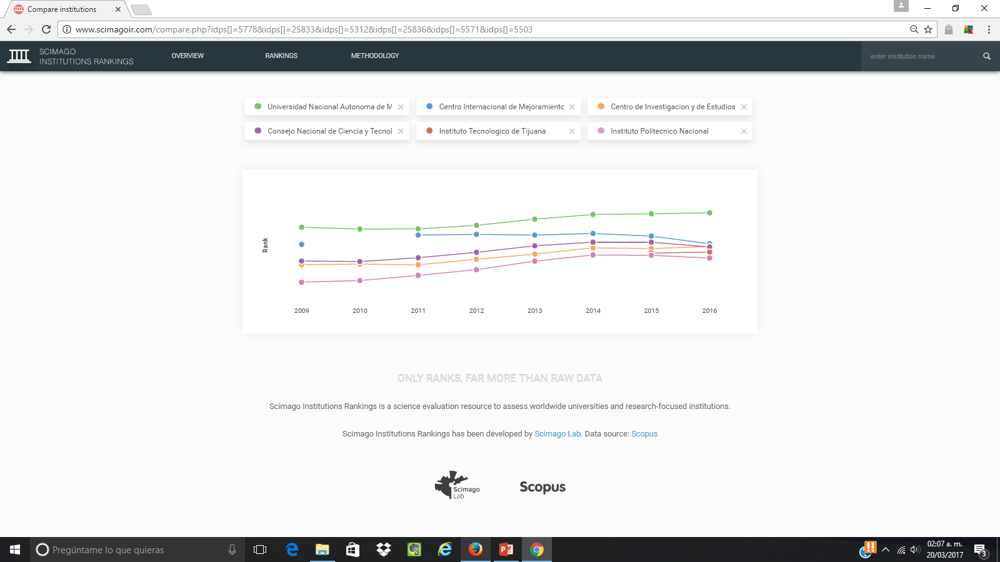 Compare institutions
www.scimagoir.com/compare.php?idps[]=5778&idps[]=25833&idps[]=5312&idps[]=25836&idps[]=5571&idps[]=5503
SCIMAGO
INSTITUTIONS RANKINGS
OVERVIEW
RANKINGS
METHODOLOGY
enter institution name
Universidad Nacional Autonoma de M
Centro Internacional de Mejoramiento
Centro de Investigacion y de Estudios
Consejo Nacional de Ciencia y Tecnol
Instituto Tecnologico de Tijuana
Instituto Politecnico Nacional
Rank
2009 2010 2011 2012 2013 2014 2015 2016
ONLY RANKS, FAR MORE THAN RAW DATA
Scimago Institutions Rankings is a science evaluation resource to assess worldwide universities and research-focused institutions.
Scimago Institutions Rankings has been developed by Scimago Lab. Data source: Scopus
Scimago
Lab
Scopus
Pregúntame lo que quieras
02:07 a. m.
20/03/2017
3